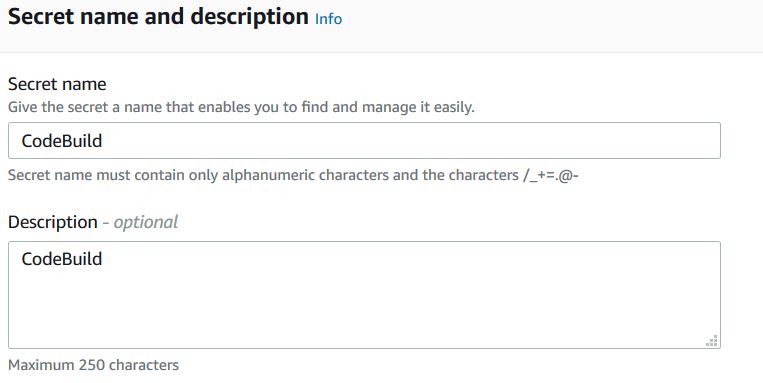 Secret name and description Info
Secret name
Give the secret a name that enables you to find and manage it easily.
CodeBuild
Secret name must contain only alphanumeric characters and the characters /_+=.@-
Description - optional
CodeBuild
Maximum 250 characters